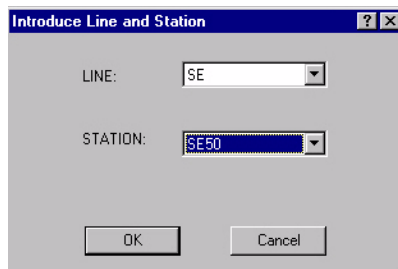 Introduce Line and Station
LINE: SE
STATION: SE50
OK Cancel